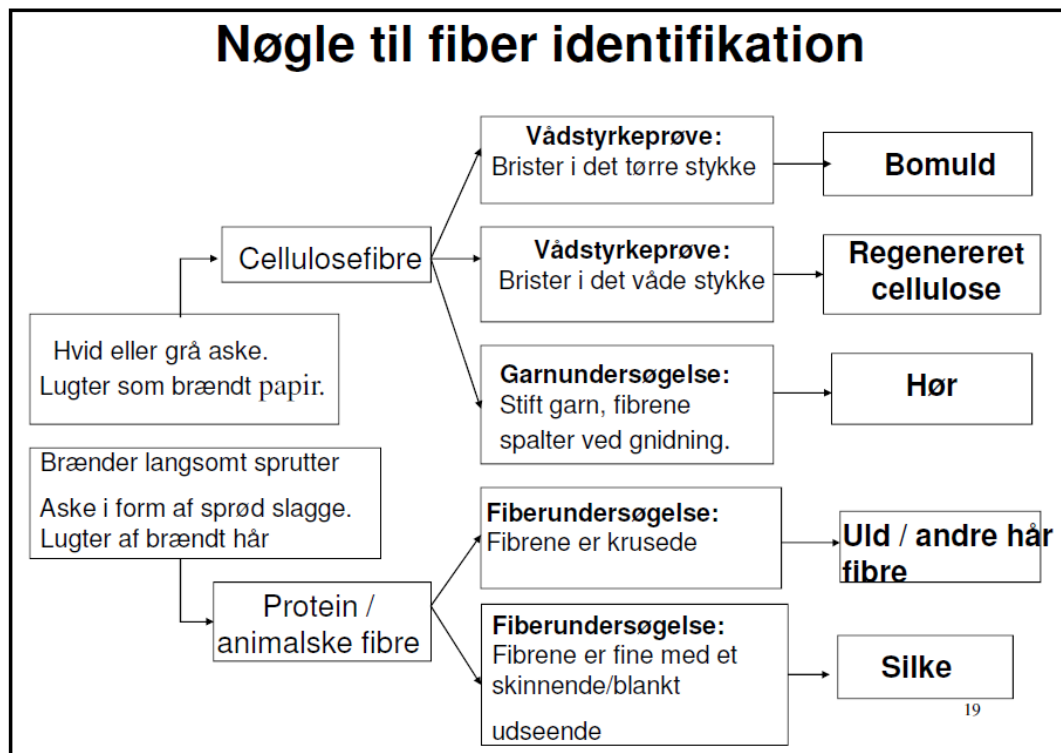 Nøgle til fiber identifikation
Vådstyrkeprøve:
Brister i det tørre stykke
Bomuld
Cellulosefibre
Vådstyrkeprøve:
Brister i det våde stykke
Regenereret
cellulose
Hvid eller grå aske.
Lugter som brændt papir.
Garnundersøgelse:
Stift garn, fibrene
spalter ved gnidning.
Hør
Brænder langsomt sprutter
Aske i form af sprød slagge.
Lugter af brændt hår
Fiberundersøgelse:
Fibrene er krusede
Uld / andre hår
fibre
Protein /
animalske fibre
Fiberundersøgelse:
Fibrene er fine med et
skinnende/blankt
udseende
Silke
19